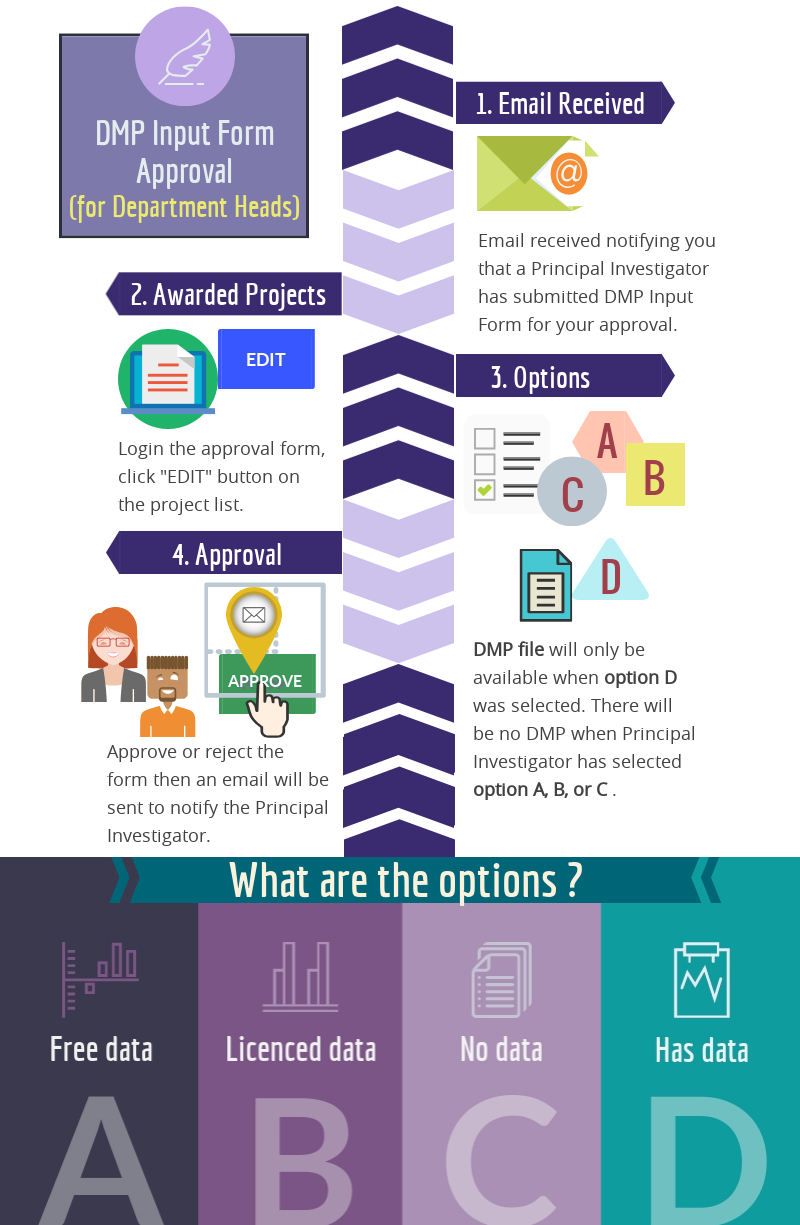 DMP Input Form
Approval
(for Department Heads)
1. Email Received
@
Email received notifying you
that a Principal Investigator
has submitted DMP Input
Form for your approval.
2. Awarded Projects
EDIT
Login the approval form,
click "EDIT" button on
the project list.
3. Options
A
B
C
D
DMP file will only be
available when option D
was selected. There will
be no DMP when Principal
Investigator has selected
option A, B, or C .
4. Approval
APPROVE
Approve or reject the
form then an email will be
sent to notify the Principal
Investigator.
What are the options ?
Free data
A
Licenced data
B
No data
C
Has data
D